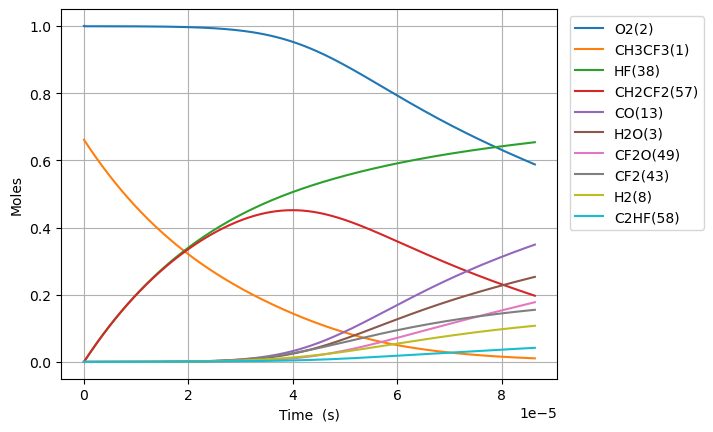 1.0
0.8
0.6
0.4
0.2
0.0
Moles
0
2
4
6
8
1e-5
Time (s)
O2(2)
CH3CF3(1)
HF(38)
CH2CF2(57)
CO(13)
H2O(3)
CF2O(49)
CF2(43)
H2(8)
C2HF(58)